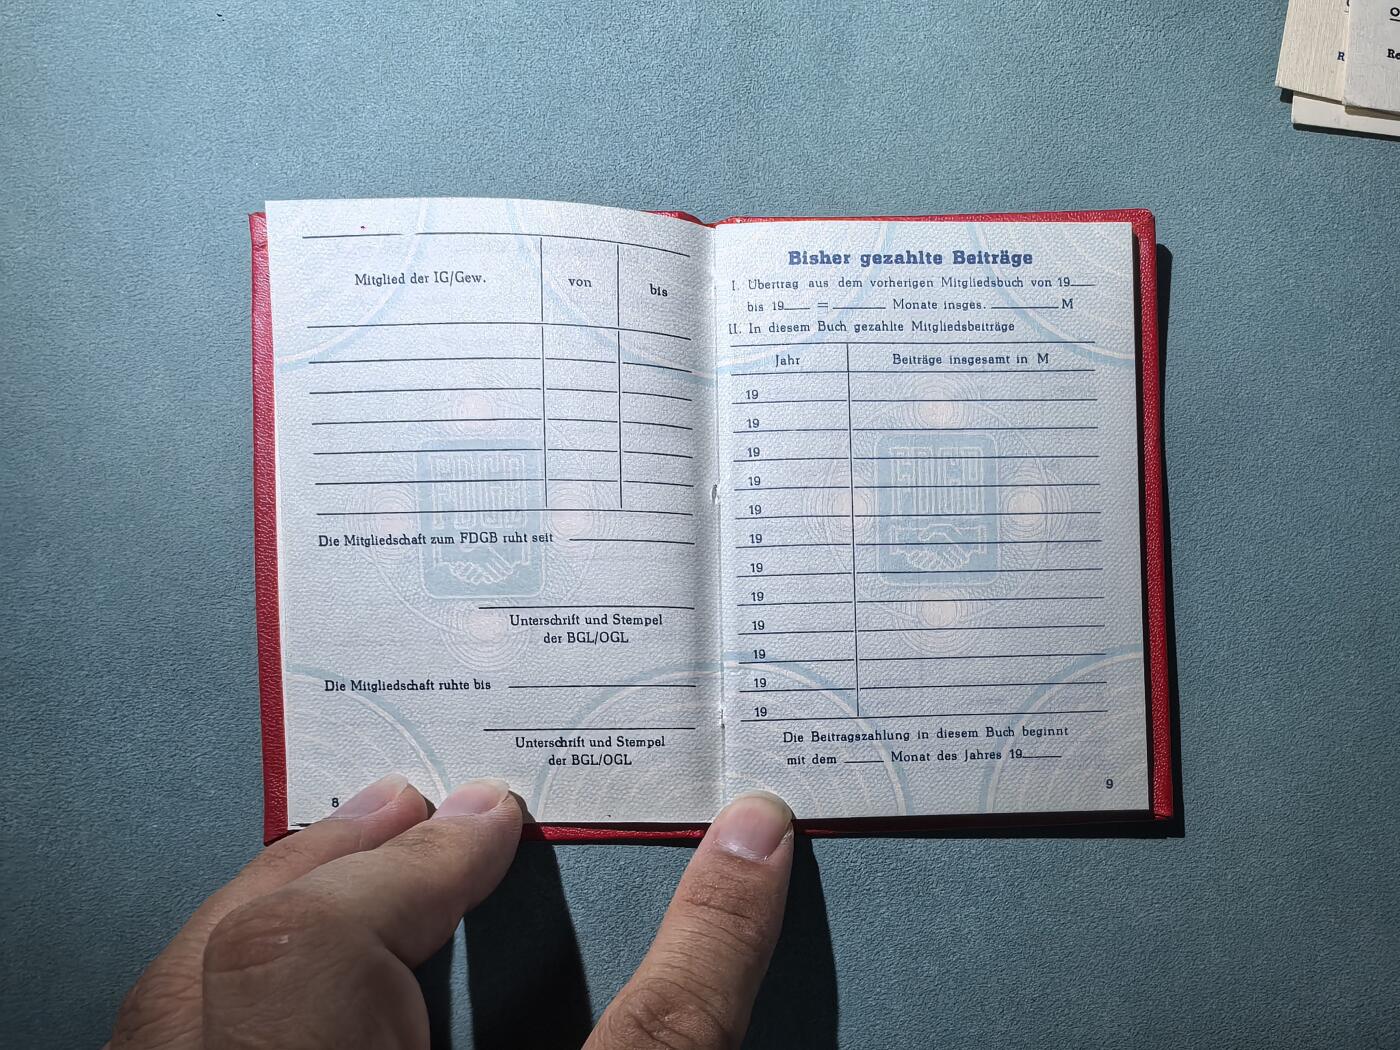 Mitglied der IG/Gew.
von
bis
FDGB
Die Mitgliedschaft zum FDGB ruht seit
Unterschrift und Stempel
der BGL/OGL
Die Mitgliedschaft ruhte bis
Unterschrift und Stempel
der BGL/OGL
8
Bisher gezahlte Beiträge
I. Übertrag aus dem vorherigen Mitgliedsbuch von 19
bis 19 = Monate insges. M
II. In diesem Buch gezahlte Mitgliedsbeiträge
Jahr Beiträge insgesamt in M
19
19
19
19
19
19
19
19
19
19
19
19
FDGB
Die Beitragszahlung in diesem Buch beginnt
mit dem Monat des Jahres 19
9